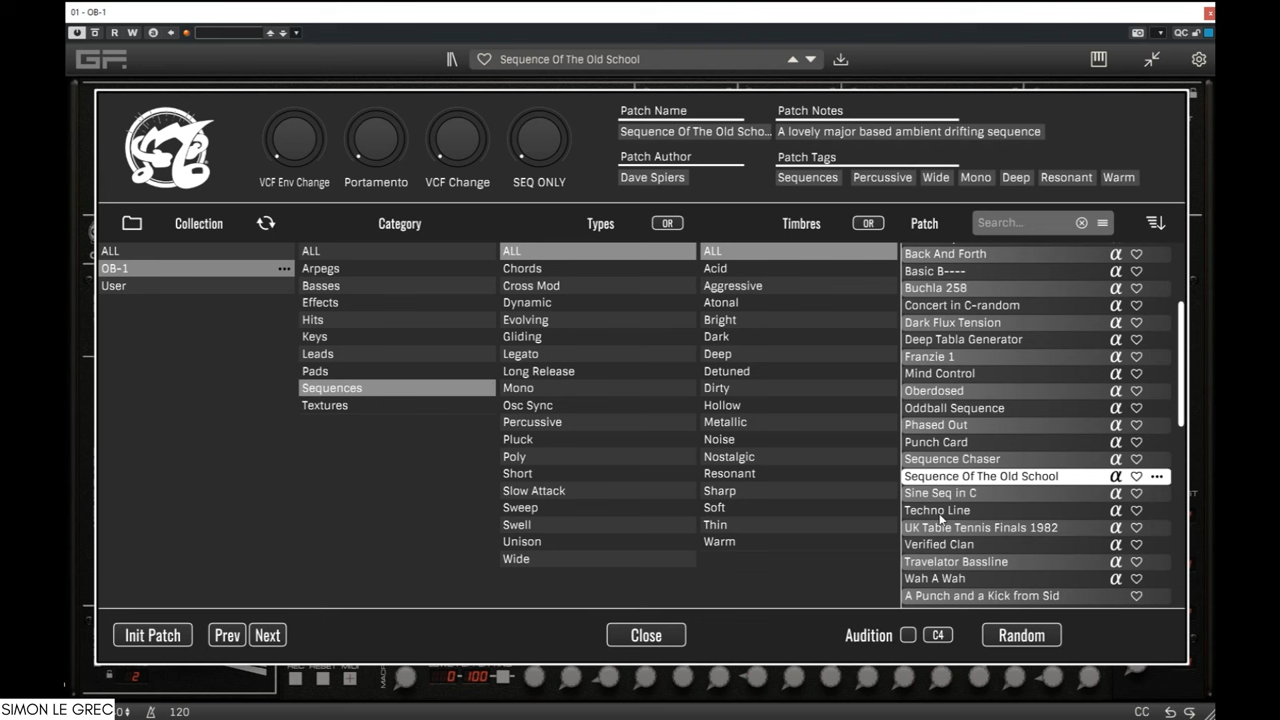 01 - OB-1
R W
QC
GF.
Sequence Of The Old School
VCF Env Change
Portamento
VCF Change
SEQ ONLY
Patch Name
Sequence Of The Old Scho...
Patch Author
Dave Spiers
Patch Notes
A lovely major based ambient drifting sequence
Patch Tags
Sequences Percussive Wide Mono Deep Resonant Warm
Collection
Category
Types OR
Timbres OR
Patch
Search...
ALL
OB-1 •••
User
ALL
Arpegs
Basses
Effects
Hits
Keys
Leads
Pads
Sequences
Textures
ALL
Chords
Cross Mod
Dynamic
Evolving
Gliding
Legato
Long Release
Mono
Osc Sync
Percussive
Pluck
Poly
Short
Slow Attack
Sweep
Swell
Unison
Wide
ALL
Acid
Aggressive
Atonal
Bright
Dark
Deep
Detuned
Dirty
Hollow
Metallic
Noise
Nostalgic
Resonant
Sharp
Soft
Thin
Warm
Back And Forth α
Basic B---- α
Buchla 258 α
Concert in C-random α
Dark Flux Tension α
Deep Tabla Generator α
Franzie 1 α
Mind Control α
Oberdosed α
Oddball Sequence α
Phased Out α
Punch Card α
Sequence Chaser α
Sequence Of The Old School α •••
Sine Seq in C α
Techno Line α
UK Table Tennis Finals 1982 α
Verified Clan α
Travelator Bassline α
Wah A Wah α
A Punch and a Kick from Sid
Init Patch
Prev
Next
Close
Audition
C4
Random
2
REC RESET MIDI
0-100
SIMON LE GREC
120
CC